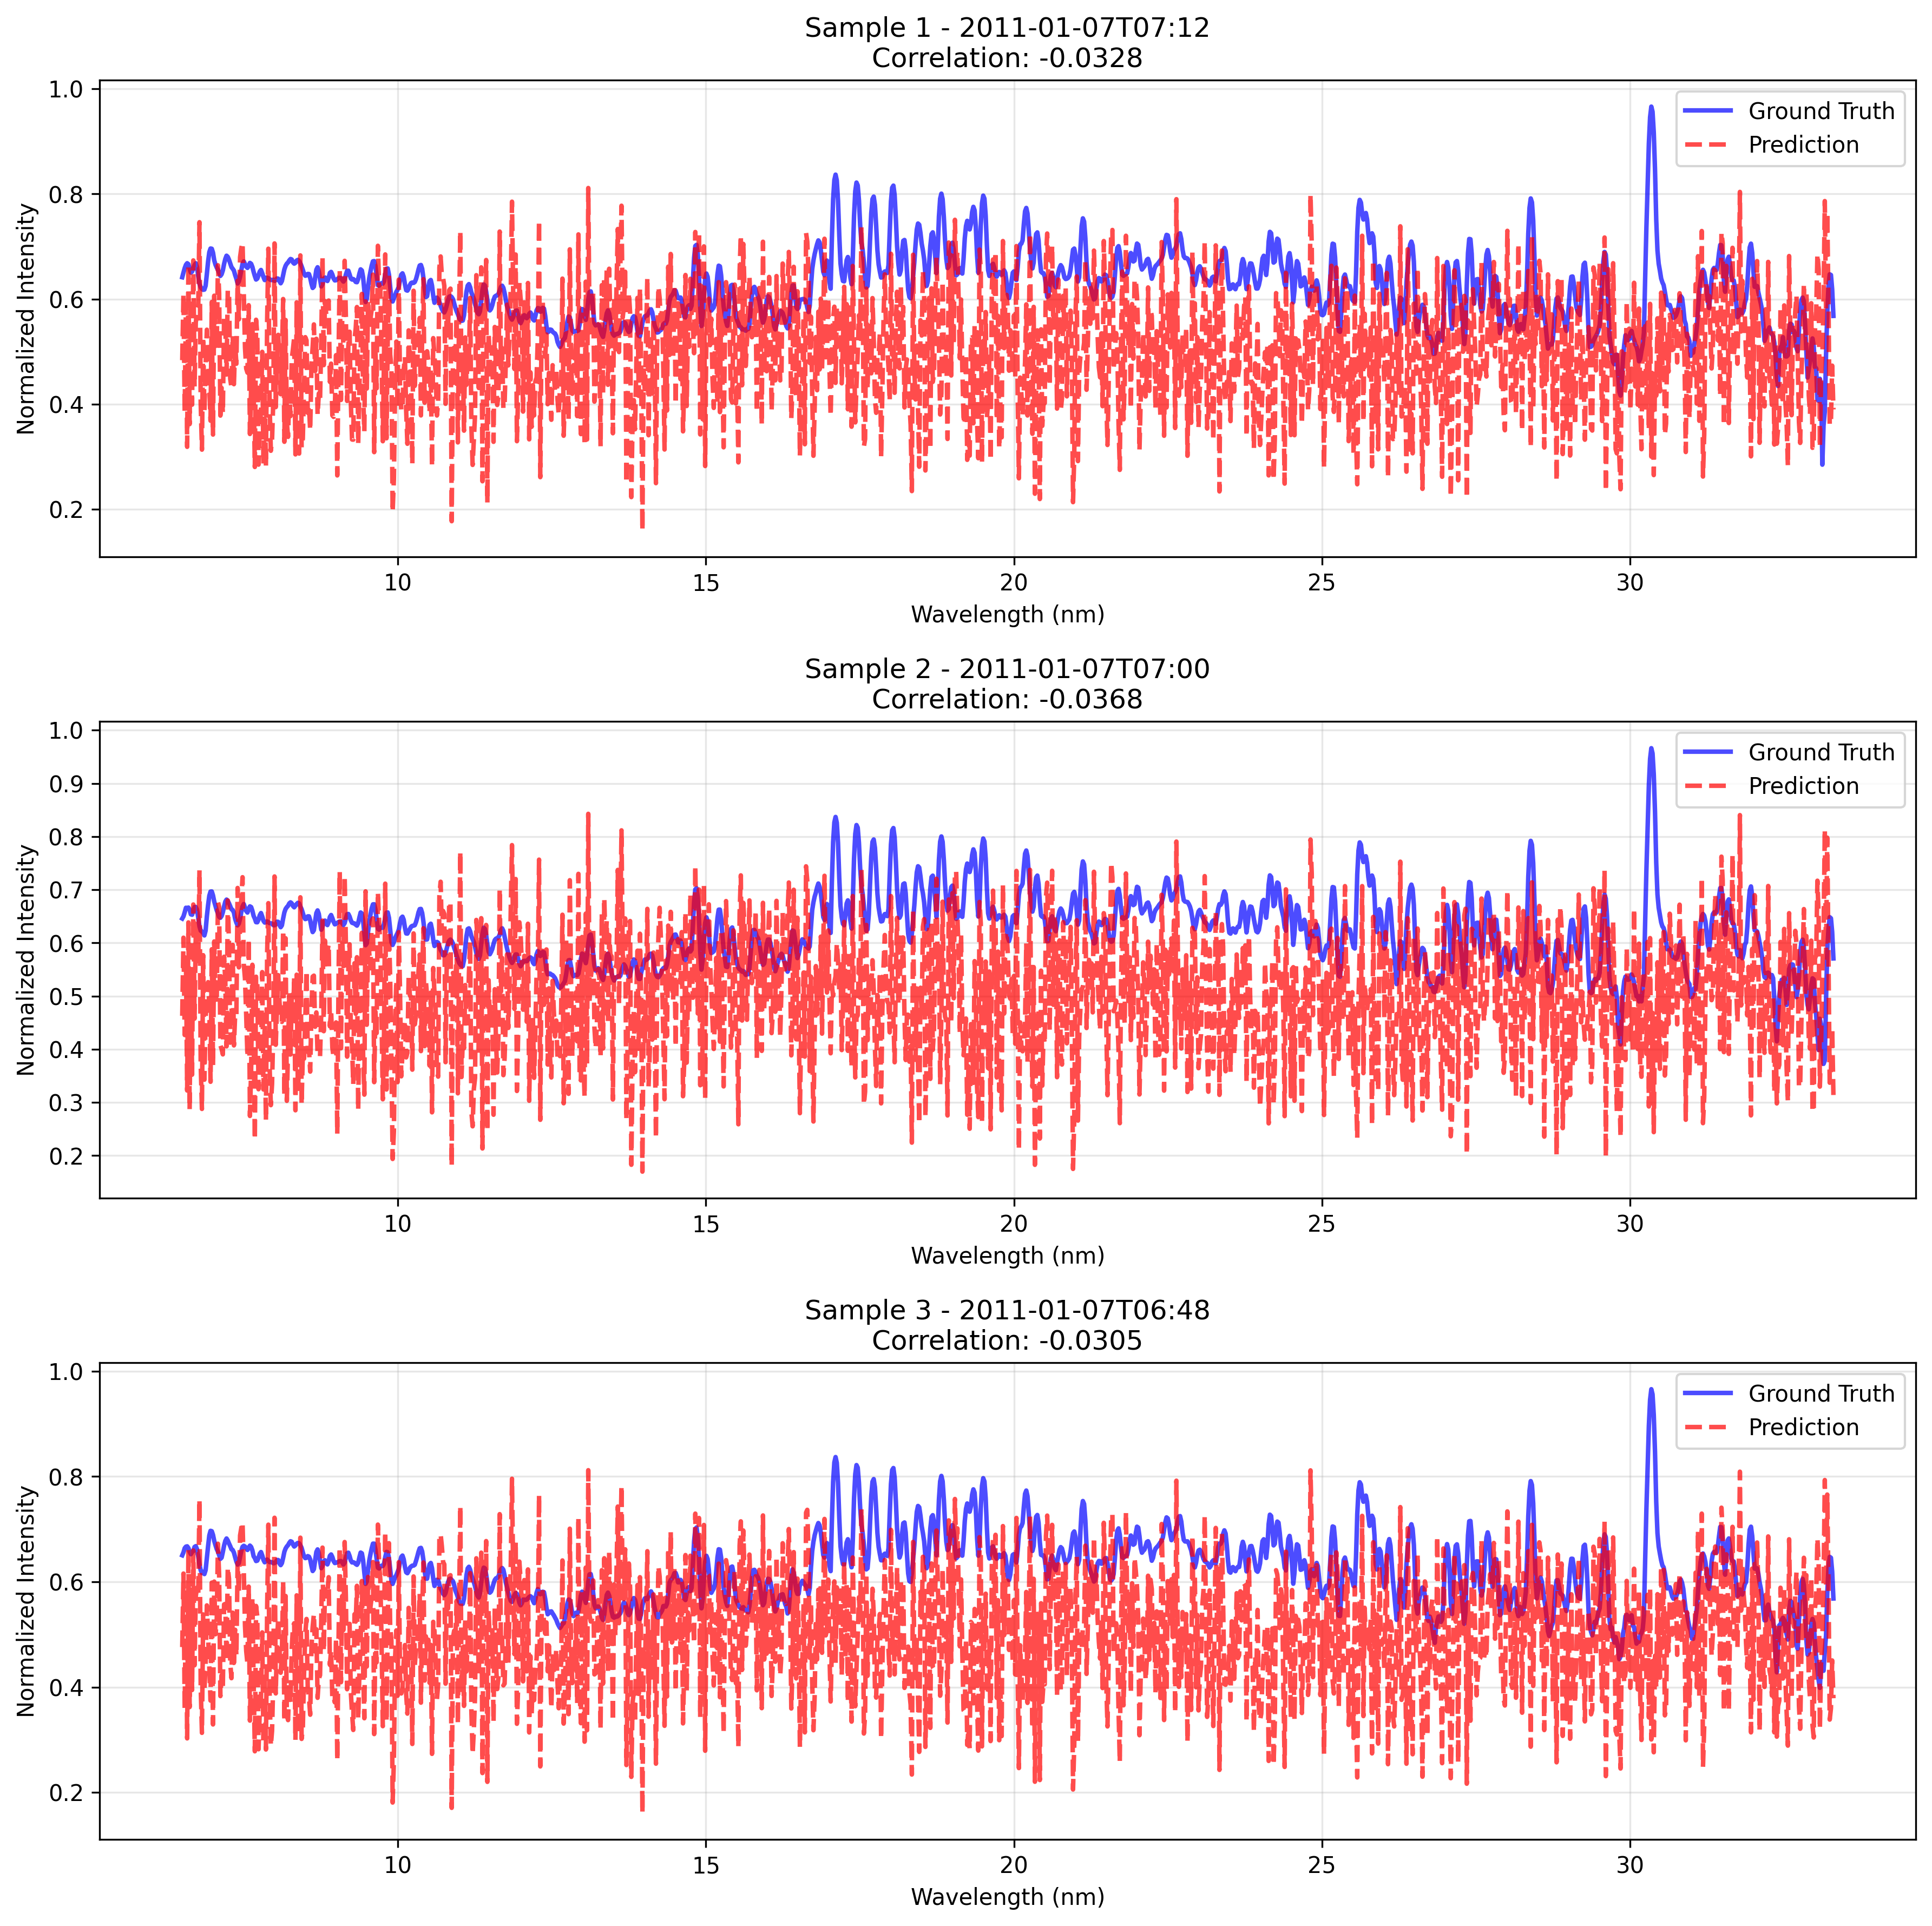 Sample 1 - 2011-01-07T07:12
Correlation: -0.0328
Normalized Intensity
1.0
0.8
0.6
0.4
0.2
Ground Truth
Prediction
10 15 20 25 30
Wavelength (nm)
Sample 2 - 2011-01-07T07:00
Correlation: -0.0368
Normalized Intensity
1.0
0.9
0.8
0.7
0.6
0.5
0.4
0.3
0.2
Ground Truth
Prediction
10 15 20 25 30
Wavelength (nm)
Sample 3 - 2011-01-07T06:48
Correlation: -0.0305
Normalized Intensity
1.0
0.8
0.6
0.4
0.2
Ground Truth
Prediction
10 15 20 25 30
Wavelength (nm)